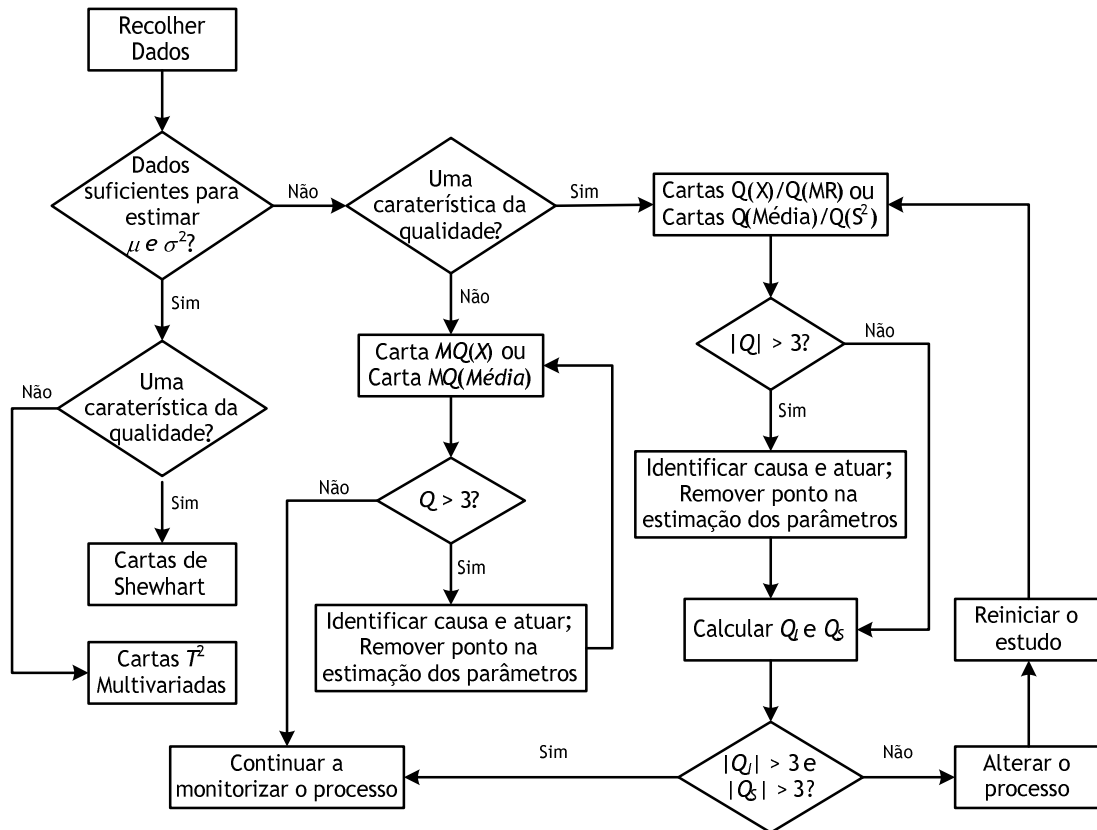 Recolher
Dados
Dados
suficientes para
estimar
μ e σ²?
Não
Uma
caraterística da
qualidade?
Sim
Cartas Q(X)/Q(MR) ou
Cartas Q(Média)/Q(S²)
Sim
Não
|Q| > 3?
Não
Carta MQ(X) ou
Carta MQ(Média)
Não
Uma
caraterística da
qualidade?
Sim
Identificar causa e atuar;
Remover ponto na
estimação dos parâmetros
Não
Q > 3?
Sim
Cartas de
Shewhart
Sim
Identificar causa e atuar;
Remover ponto na
estimação dos parâmetros
Calcular Qᵢ e Qₛ
Reiniciar o
estudo
Cartas T²
Multivariadas
Continuar a
monitorizar o processo
Sim
|Qᵢ| > 3 e
|Qₛ| > 3?
Não
Alterar o
processo